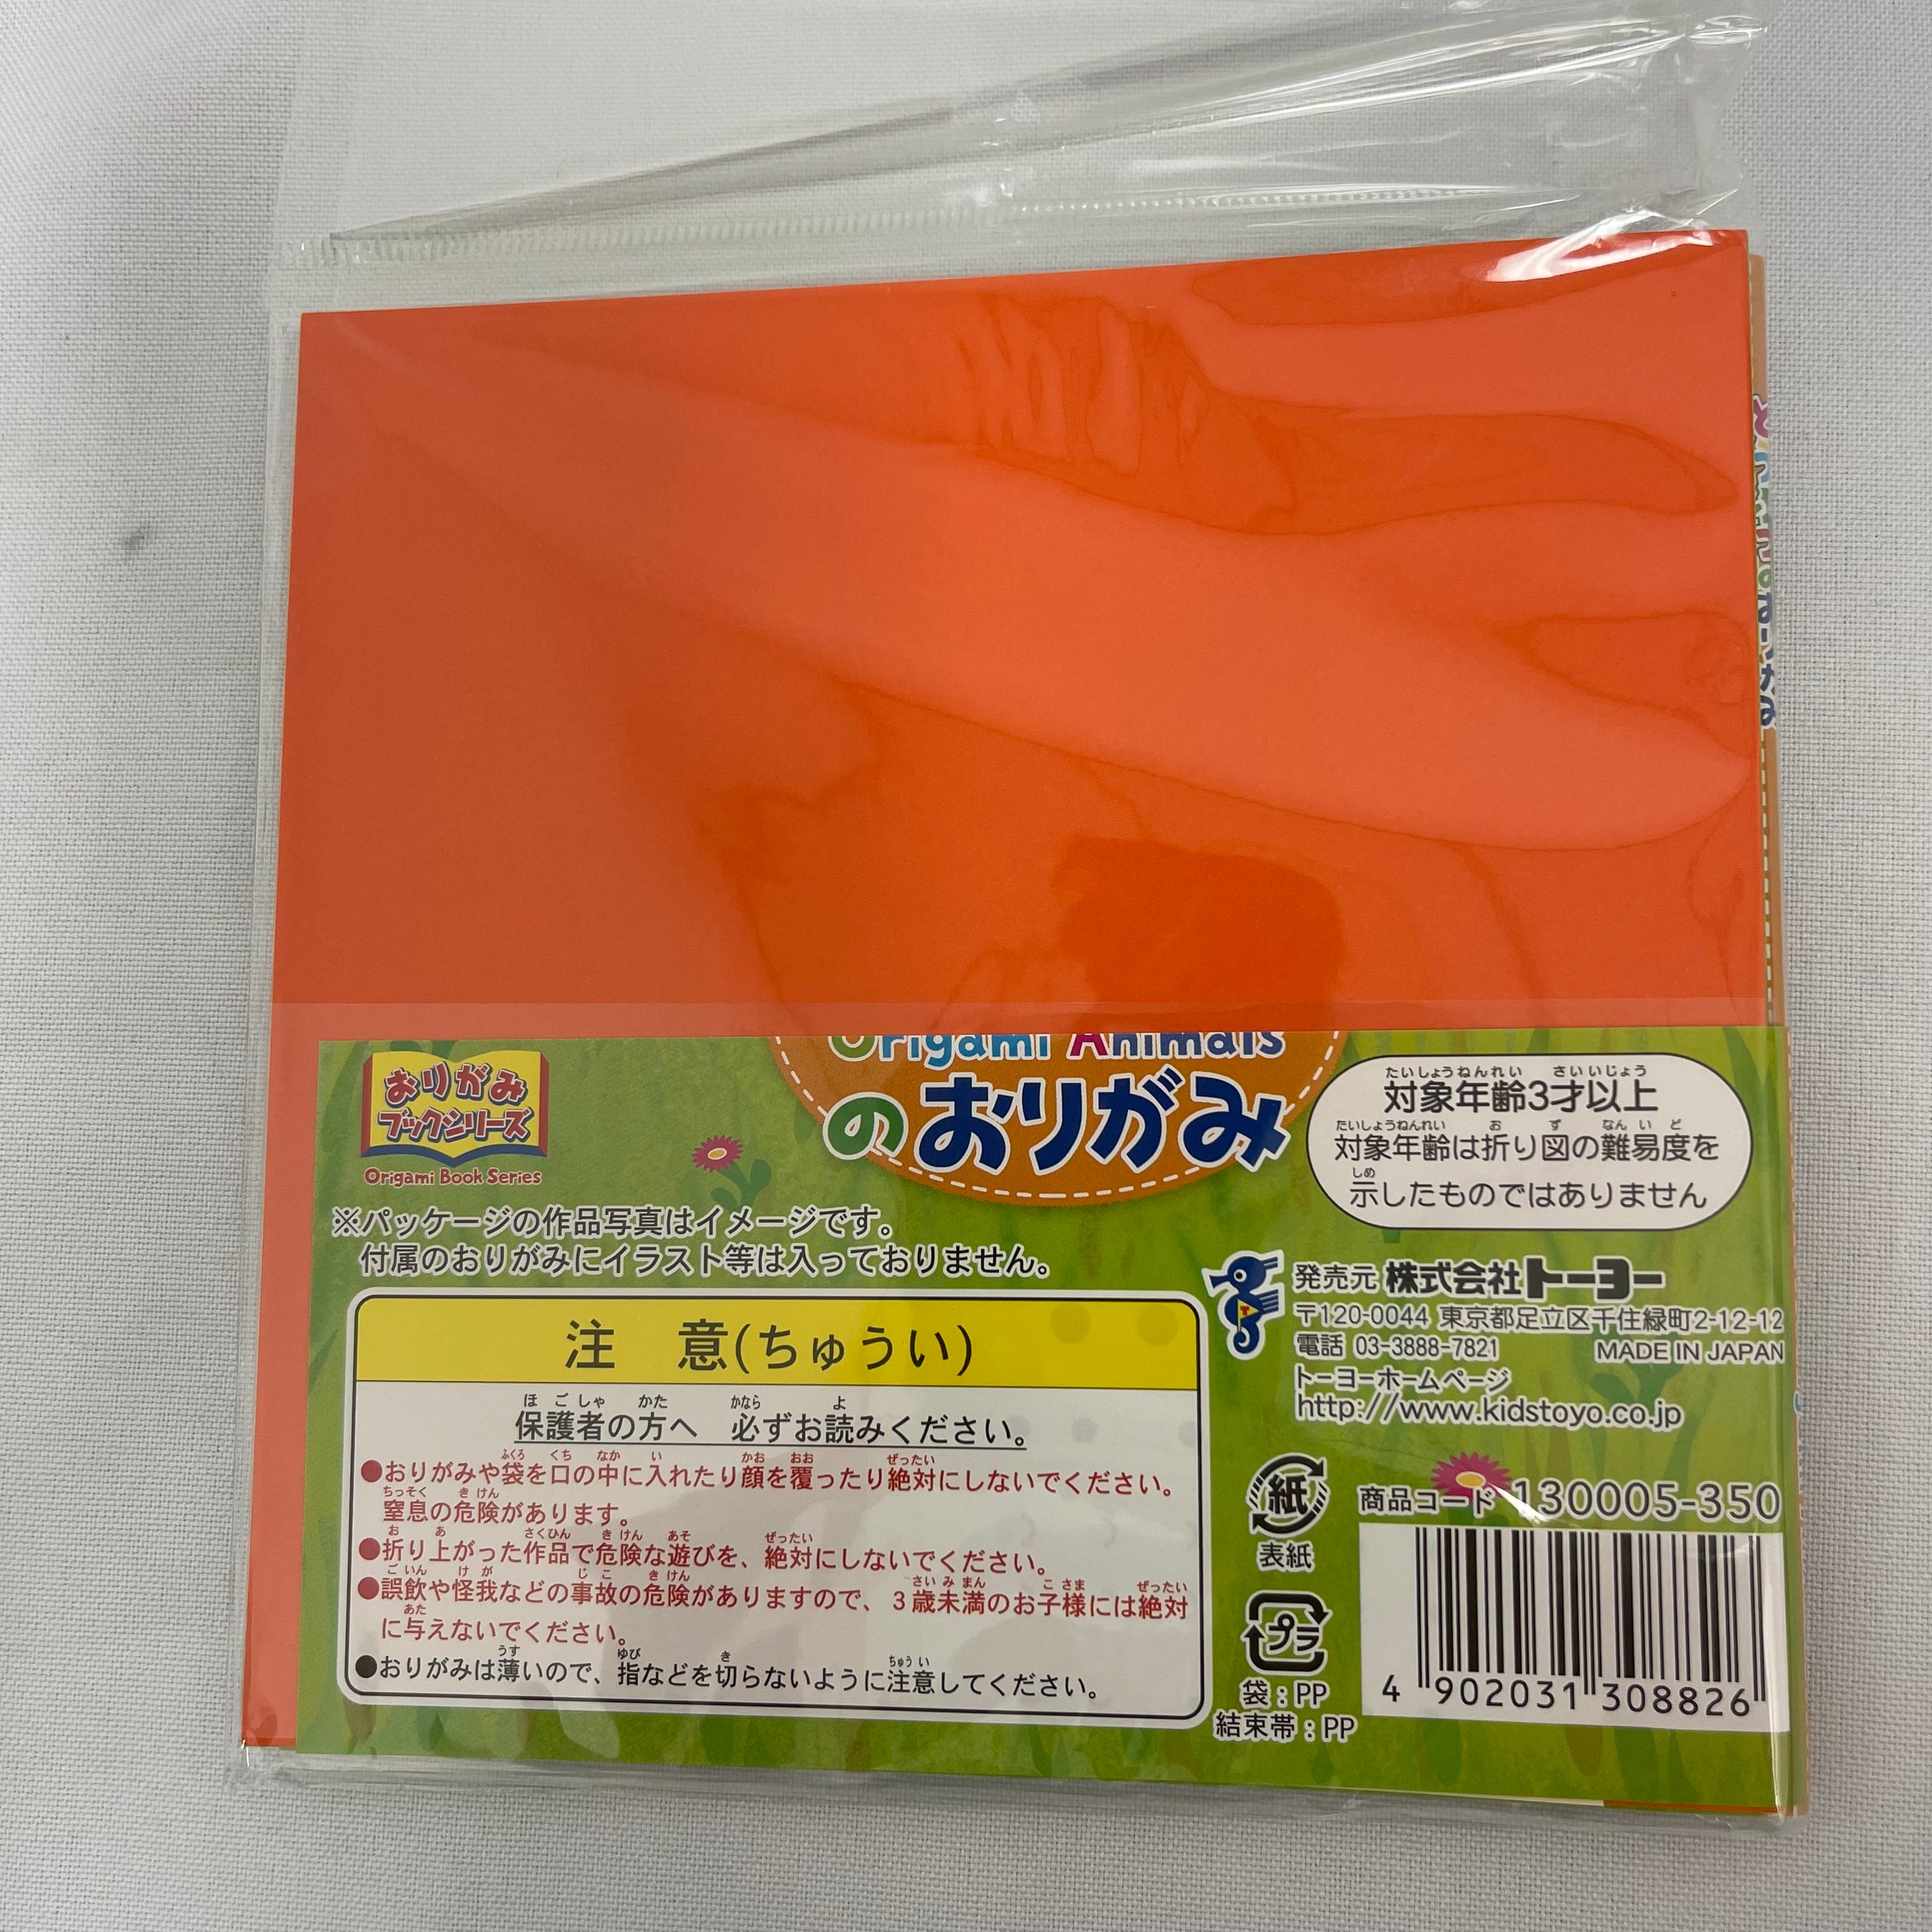 Origami Animals
のおりがみ
おりがみ
ブックシリーズ
Origami Book Series
対象年齢3才以上
対象年齢は折り図の難易度を
示したものではありません
※パッケージの作品写真はイメージです。
付属のおりがみにイラスト等は入っておりません。
注 意(ちゅうい)
保護者の方へ 必ずお読みください。
●おりがみや袋を口の中に入れたり顔を覆ったり絶対にしないでください。
窒息の危険があります。
●折り上がった作品で危険な遊びを、絶対にしないでください。
●誤飲や怪我などの事故の危険がありますので、3歳未満のお子様には絶対
に与えないでください。
●おりがみは薄いので、指などを切らないように注意してください。
発売元 株式会社トーヨー
〒120-0044 東京都足立区千住緑町2-12-12
電話 03-3888-7821 MADE IN JAPAN
トーヨーホームページ
http://www.kidstoyo.co.jp
紙
表紙
プラ
袋:PP
結束帯:PP
商品コード 130005-350
4 902031 308826